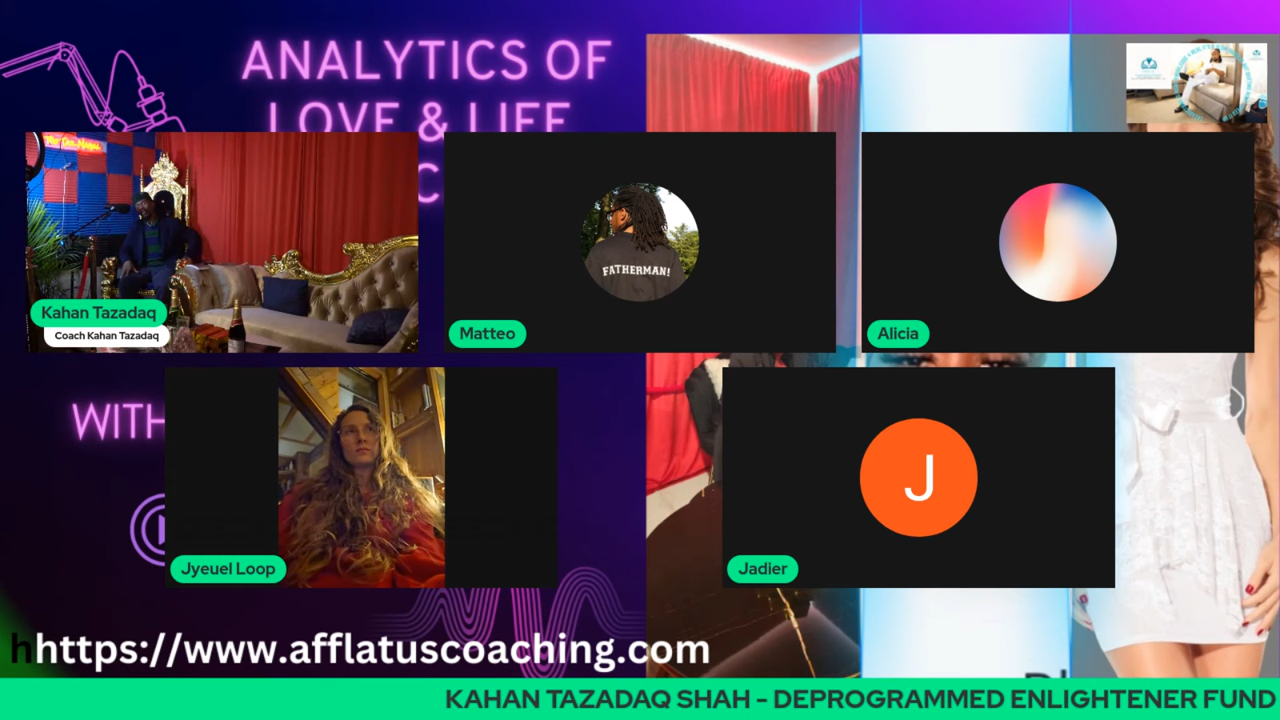 ANALYTICS OF
LOVE & LIFE
C
Kahan Tazadaq
Coach Kahan Tazadaq
FATHERMAN!
Matteo
Alicia
WITH
Jyeuel Loop
J
Jadier
hhttps://www.afflatuscoaching.com
KAHAN TAZADAQ SHAH - DEPROGRAMMED ENLIGHTENER FUND